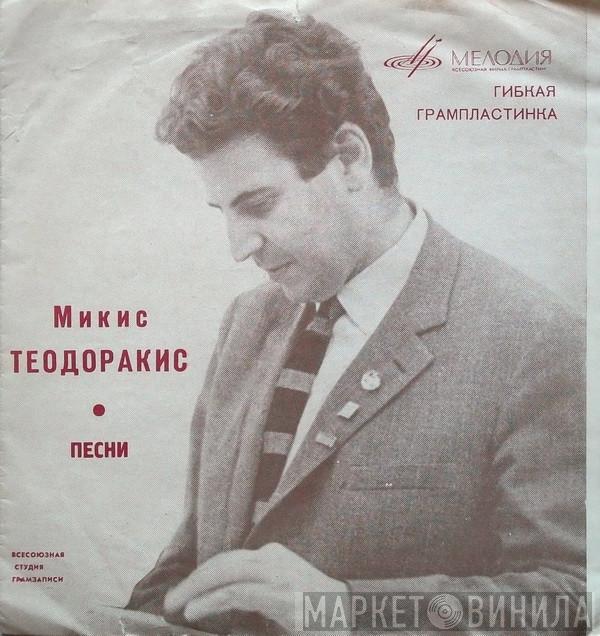 МЕЛОДИЯ
ВСЕСОЮЗНАЯ ФИРМА ГРАМПЛАСТИНОК
ГИБКАЯ
ГРАМПЛАСТИНКА
Микис
ТЕОДОРАКИС
ПЕСНИ
ВСЕСОЮЗНАЯ
СТУДИЯ
ГРАМЗАПИСИ
МАРКЕТ ВИНИЛА